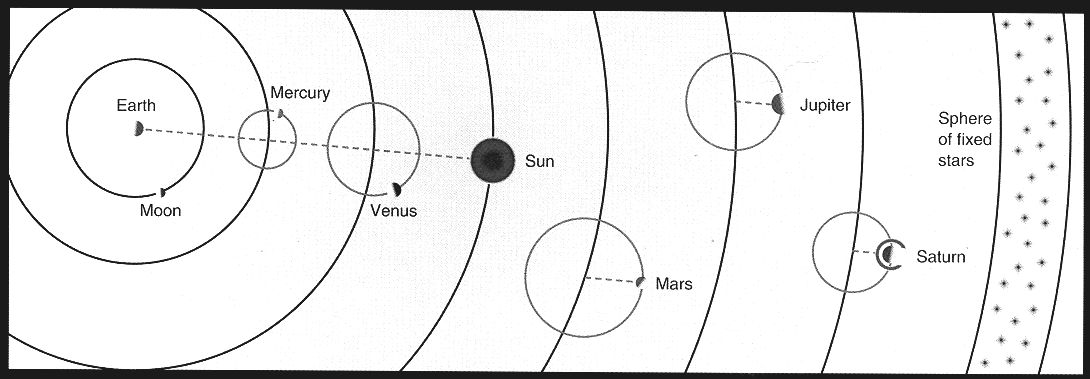 Earth
Moon
Mercury
Venus
Sun
Mars
Jupiter
Saturn
Sphere
of fixed
stars